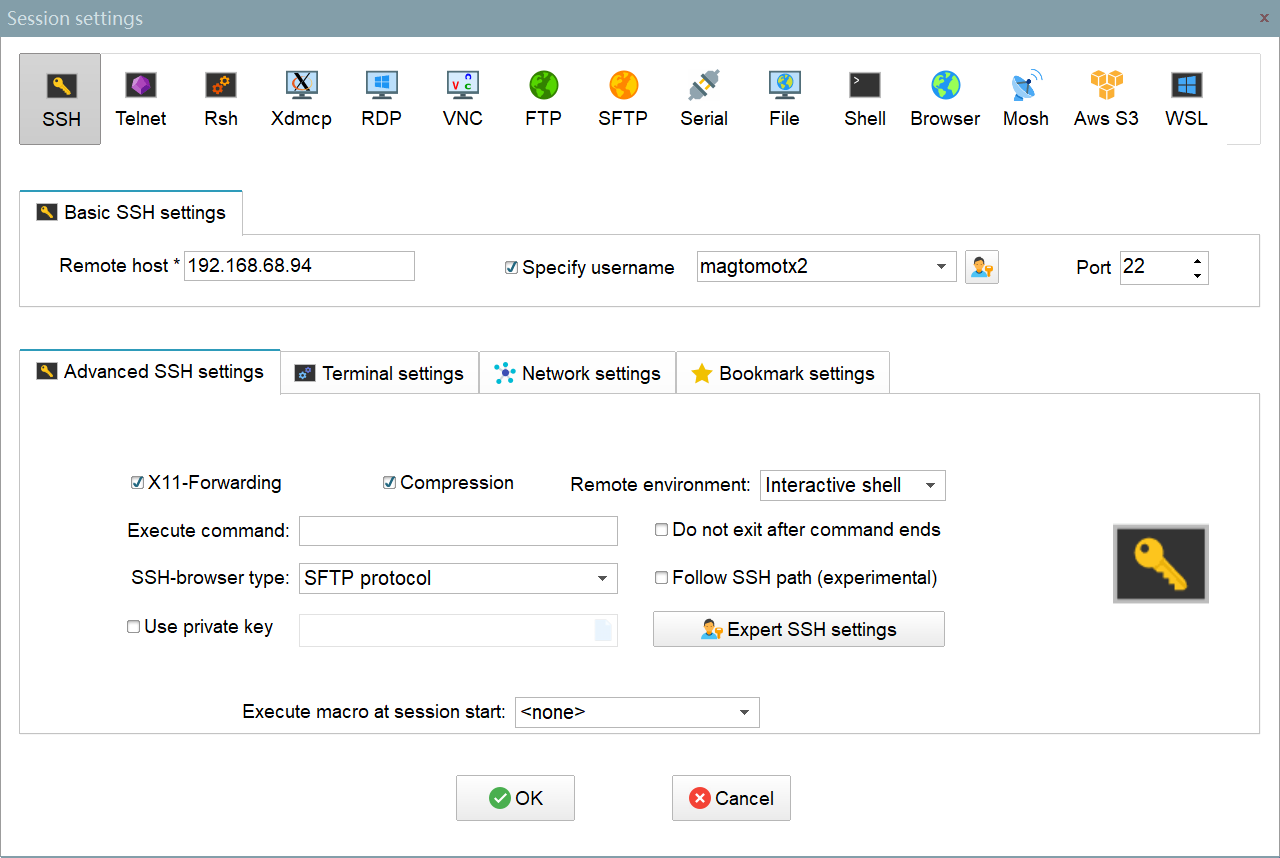 Session settings
x
SSH Telnet Rsh Xdmcp RDP VNC FTP SFTP Serial File Shell Browser Mosh Aws S3 WSL
Basic SSH settings
Remote host * 192.168.68.94 Specify username magtomotx2 Port 22
Advanced SSH settings Terminal settings Network settings Bookmark settings
X11-Forwarding Compression Remote environment: Interactive shell
Execute command: Do not exit after command ends
SSH-browser type: SFTP protocol Follow SSH path (experimental)
Use private key Expert SSH settings
Execute macro at session start: <none>
OK Cancel